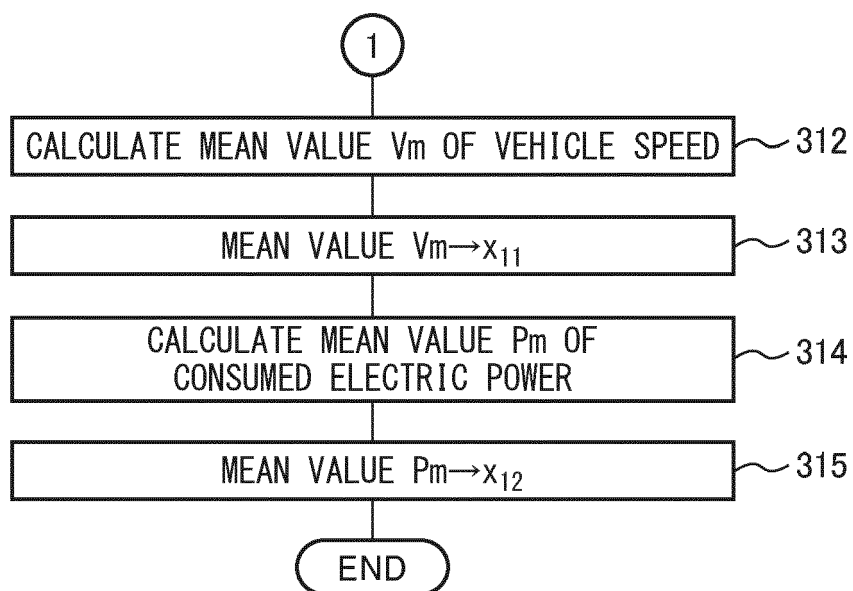 1
CALCULATE MEAN VALUE Vm OF VEHICLE SPEED
312
MEAN VALUE Vm→x₁₁
313
CALCULATE MEAN VALUE Pm OF
CONSUMED ELECTRIC POWER
314
MEAN VALUE Pm→x₁₂
315
END